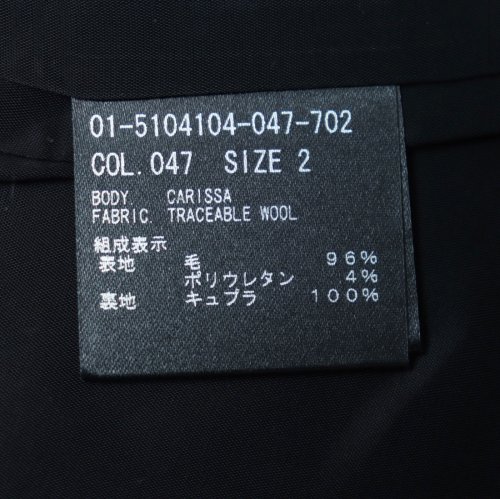 01-5104104-047-702
COL. 047 SIZE 2
BODY. CARISSA
FABRIC. TRACEABLE WOOL
組成表示
表地 毛 96%
ポリウレタン 4%
裏地 キュプラ 100%